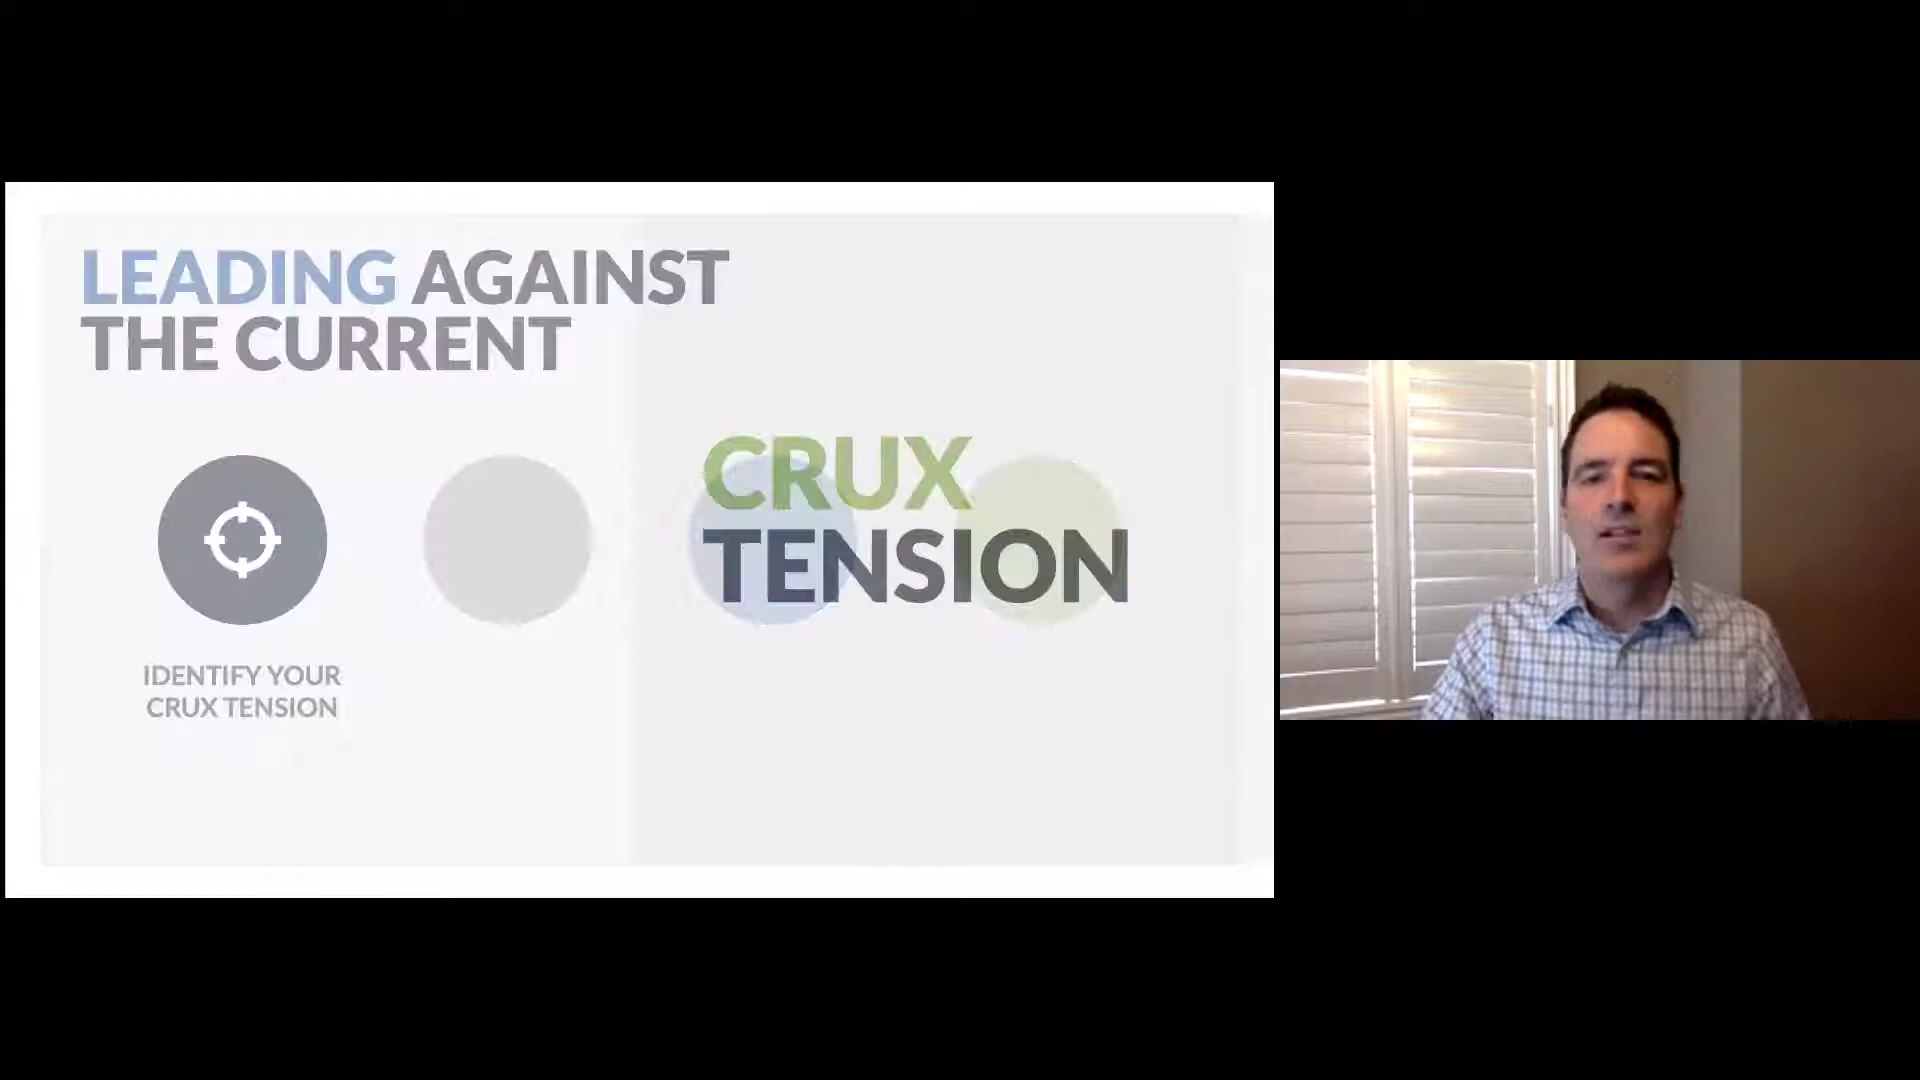 LEADING AGAINST
THE CURRENT
CRUX
TENSION
IDENTIFY YOUR
CRUX TENSION